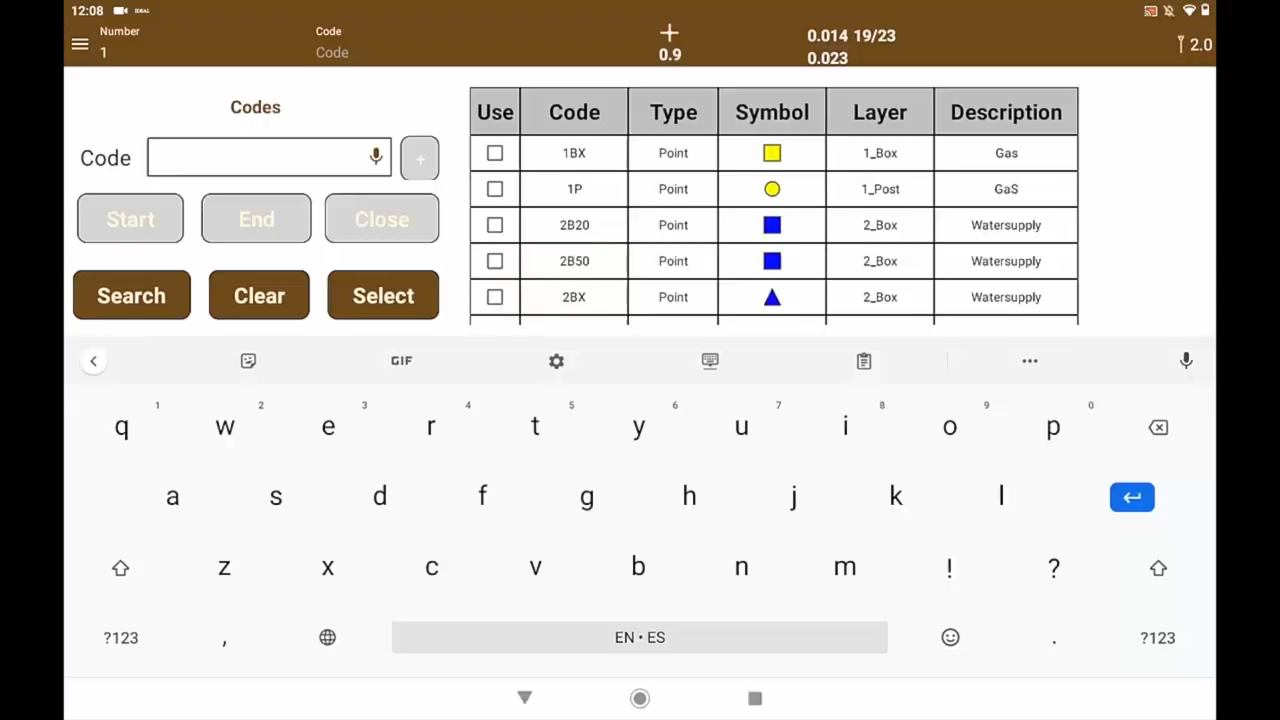 12:08
Number
1
Code
Code
0.9
0.014 19/23
0.023
2.0
Codes
Code
+
Start End Close
Search Clear Select
Use Code Type Symbol Layer Description
1BX Point 1_Box Gas
1P Point 1_Post GaS
2B20 Point 2_Box Watersupply
2B50 Point 2_Box Watersupply
2BX Point 2_Box Watersupply
GIF
1 2 3 4 5 6 7 8 9 0
q w e r t y u i o p
a s d f g h j k l
z x c v b n m ! ?
?123 , EN • ES . ?123